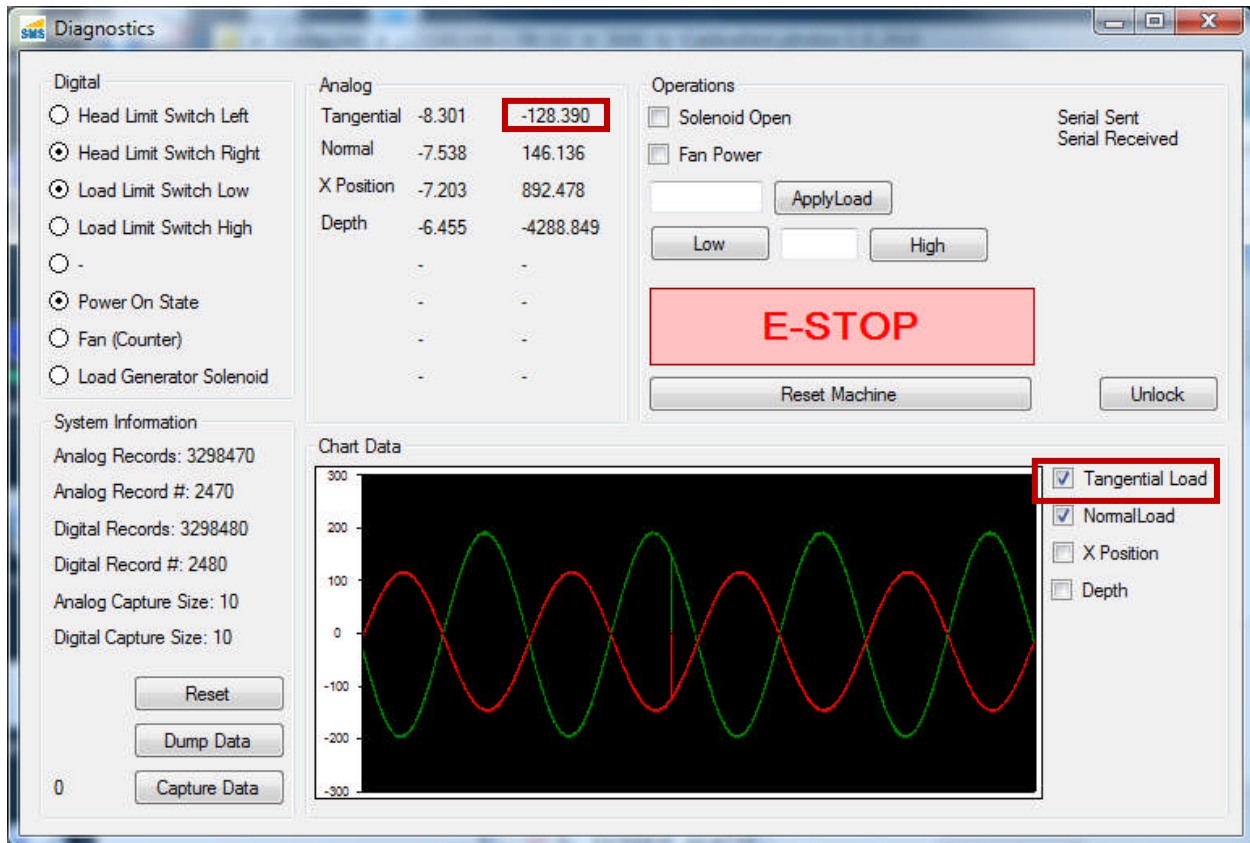 SMS Diagnostics
Digital
Head Limit Switch Left
Head Limit Switch Right
Load Limit Switch Low
Load Limit Switch High
-
Power On State
Fan (Counter)
Load Generator Solenoid
Analog
Tangential -8.301 -128.390
Normal -7.538 146.136
X Position -7.203 892.478
Depth -6.455 -4288.849
- -
- -
- -
- -
Operations
Solenoid Open
Fan Power
Serial Sent
Serial Received
ApplyLoad
Low High
E-STOP
Reset Machine Unlock
System Information
Analog Records: 3298470
Analog Record #: 2470
Digital Records: 3298480
Digital Record #: 2480
Analog Capture Size: 10
Digital Capture Size: 10
Reset
Dump Data
0 Capture Data
Chart Data
300
200
100
0
-100
-200
-300
Tangential Load
NormalLoad
X Position
Depth